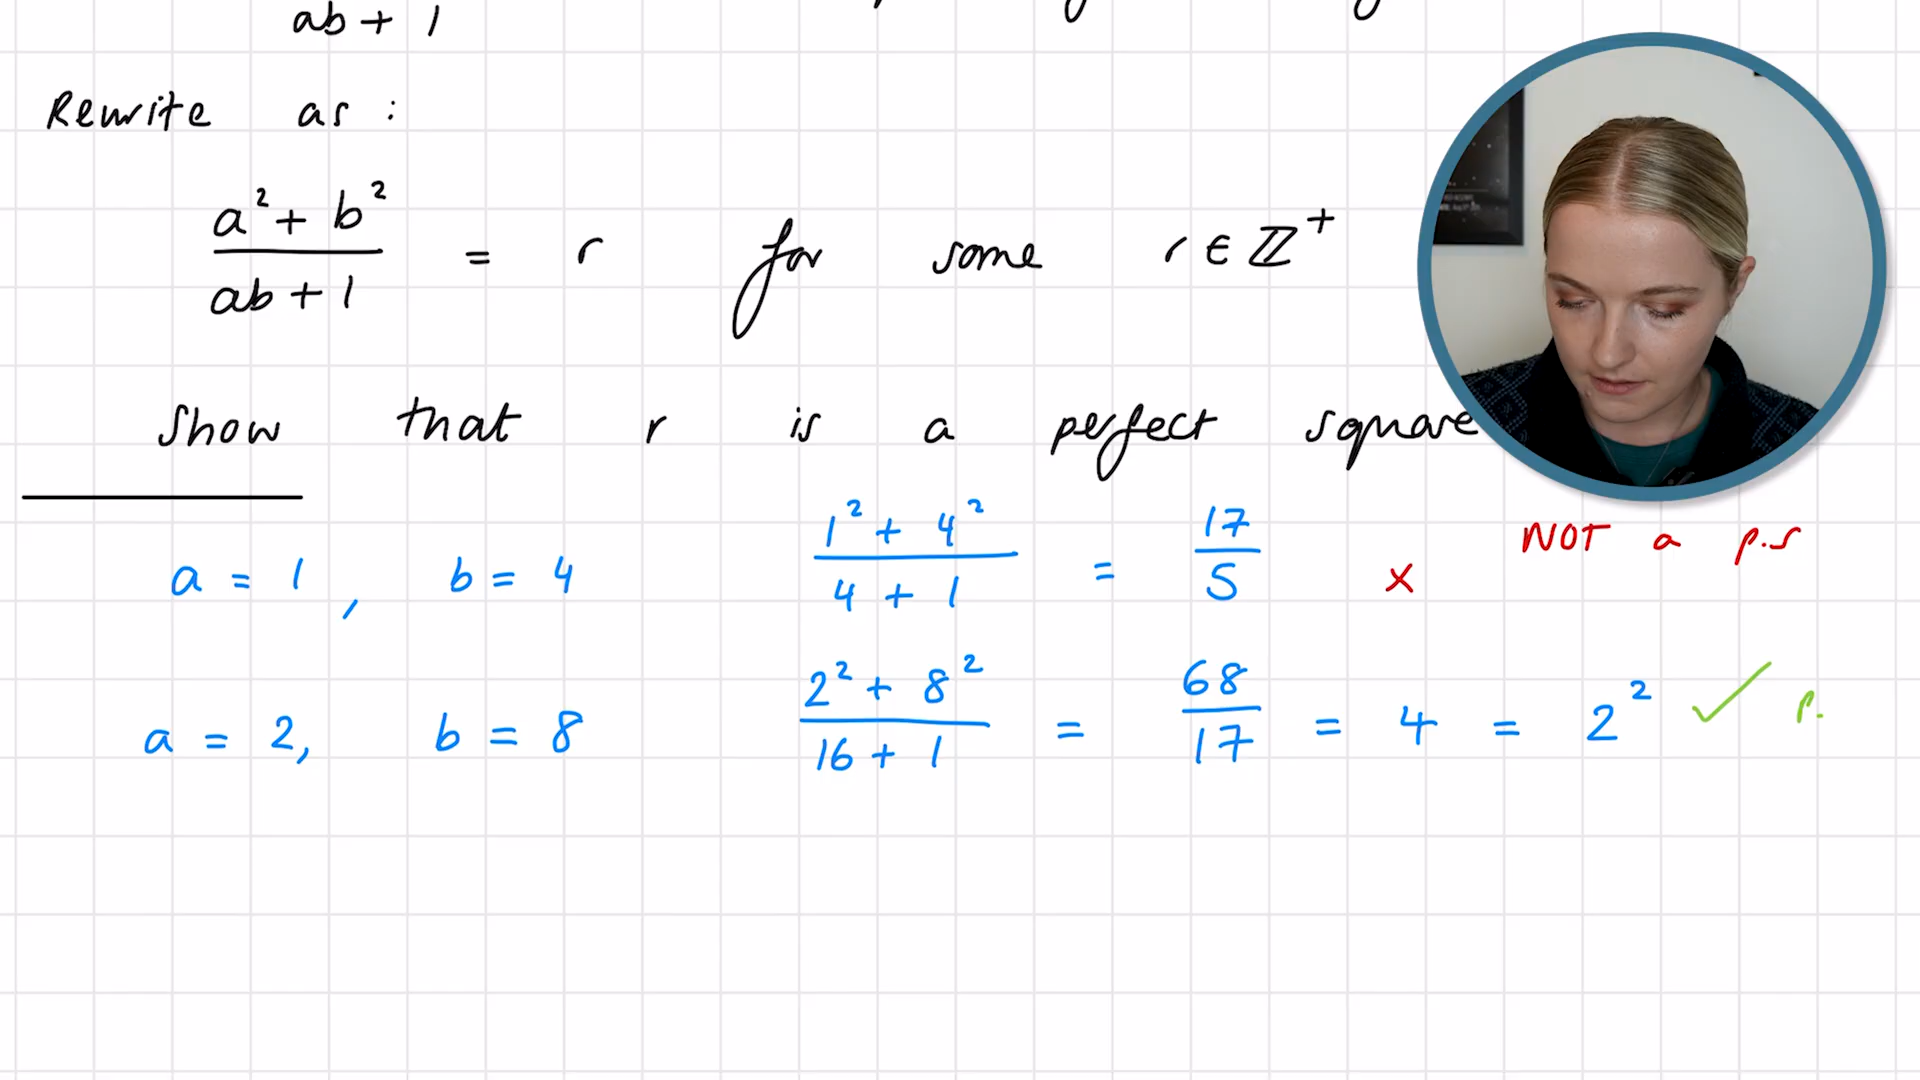 ab + 1
Rewrite as :
a² + b²
ab + 1
= r for some r ∈ ℤ⁺
Show that r is a perfect square
a = 1, b = 4
1² + 4²
4 + 1
= 17/5 × NOT a p.s
a = 2, b = 8
2² + 8²
16 + 1
= 68/17 = 4 = 2² ✓ p.